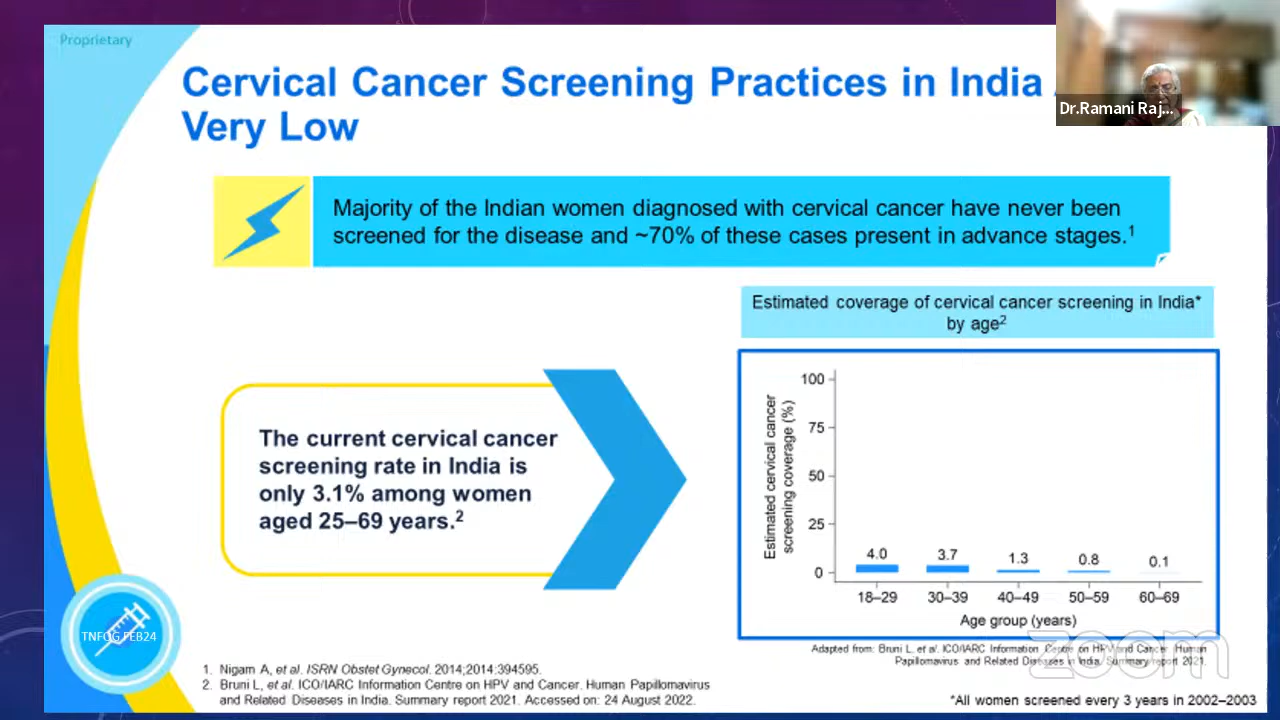 Proprietary
Cervical Cancer Screening Practices in India
Very Low
Dr.Ramani Raj...
Majority of the Indian women diagnosed with cervical cancer have never been
screened for the disease and ~70% of these cases present in advance stages.1
Estimated coverage of cervical cancer screening in India*
by age2
The current cervical cancer
screening rate in India is
only 3.1% among women
aged 25–69 years.2
Estimated cervical cancer
screening coverage (%)
100
75
50
25
0
4.0 3.7 1.3 0.8 0.1
18–29 30–39 40–49 50–59 60–69
Age group (years)
TNFOG FEB24
zoom
Adapted from: Bruni L, et al. ICO/IARC Information Centre on HPV and Cancer. Human
Papillomavirus and Related Diseases in India. Summary report 2021.
1. Nigam A, et al. ISRN Obstet Gynecol. 2014;2014:394595.
2. Bruni L, et al. ICO/IARC Information Centre on HPV and Cancer. Human Papillomavirus
and Related Diseases in India. Summary report 2021. Accessed on: 24 August 2022.
*All women screened every 3 years in 2002–2003